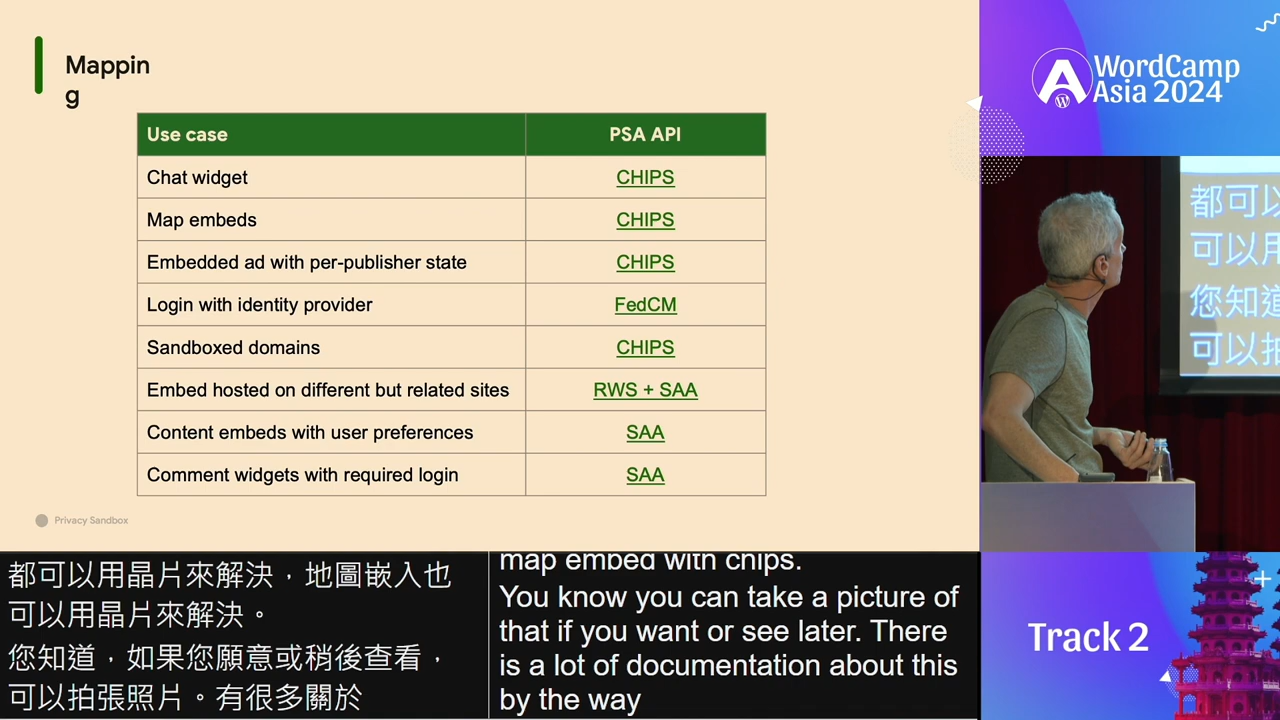 Mappin
g
Use case
PSA API
Chat widget
CHIPS
Map embeds
CHIPS
Embedded ad with per-publisher state
CHIPS
Login with identity provider
FedCM
Sandboxed domains
CHIPS
Embed hosted on different but related sites
RWS + SAA
Content embeds with user preferences
SAA
Comment widgets with required login
SAA
Privacy Sandbox
WordCamp
Asia 2024
都可以
可以用
您知道
可以拍
都可以用晶片來解決，地圖嵌入也
可以用晶片來解決。
您知道，如果您願意或稍後查看，
可以拍張照片。有很多關於
map embed with chips.
You know you can take a picture of
that if you want or see later. There
is a lot of documentation about this
by the way
Track 2